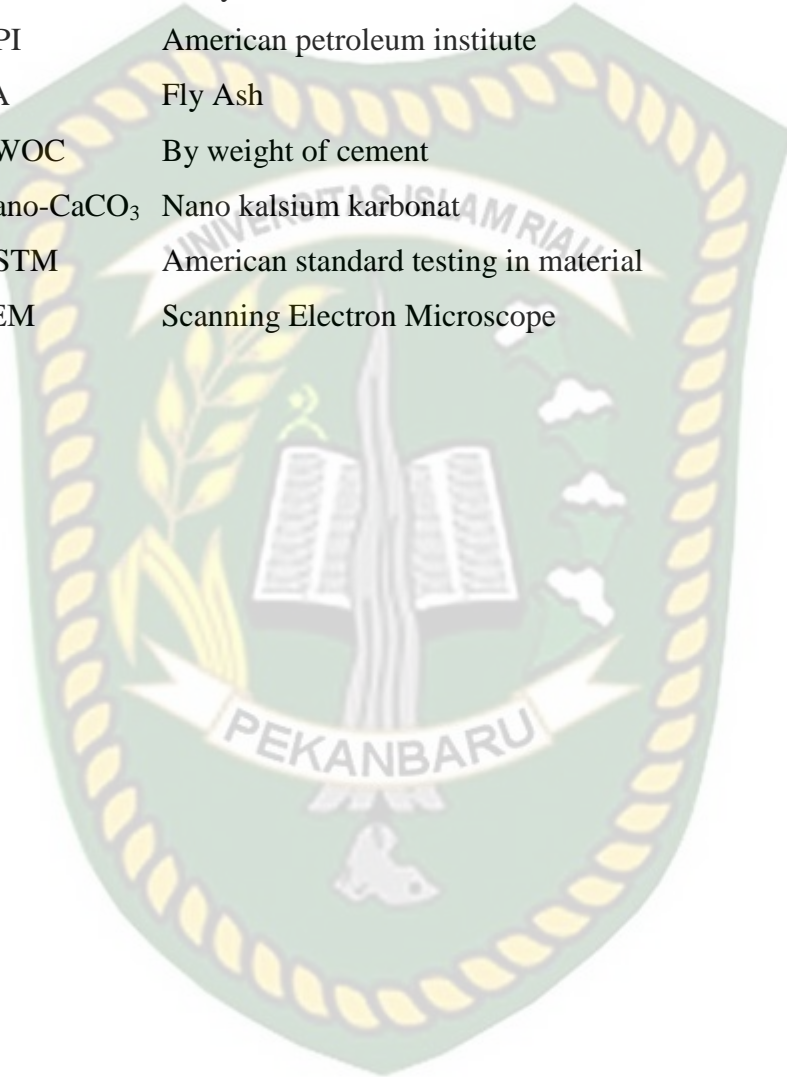 PI American petroleum institute
A Fly Ash
WOC By weight of cement
ano-CaCO₃ Nano kalsium karbonat
STM American standard testing in material
EM Scanning Electron Microscope
UNIVERSITAS ISLAM RIAU
PEKANBARU